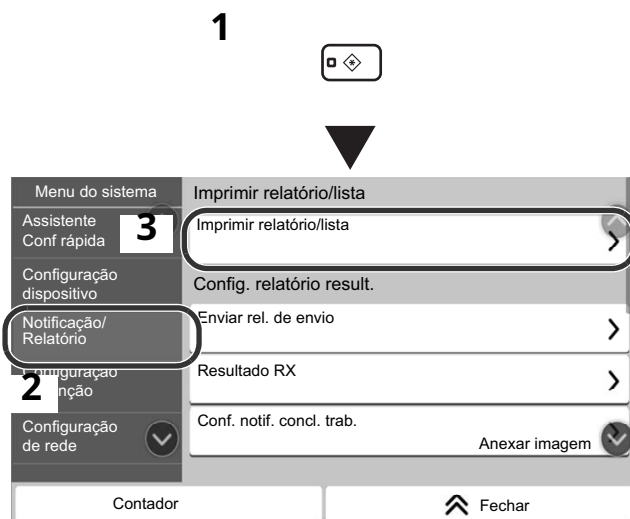 1
Menu do sistema
Imprimir relatório/lista
Assistente
Conf rápida
3
Imprimir relatório/lista
Configuração
dispositivo
Config. relatório result.
Notificação/
Relatório
Enviar rel. de envio
2
Configuração
nção
Resultado RX
Configuração
de rede
Conf. notif. concl. trab.
Anexar imagem
Contador
Fechar